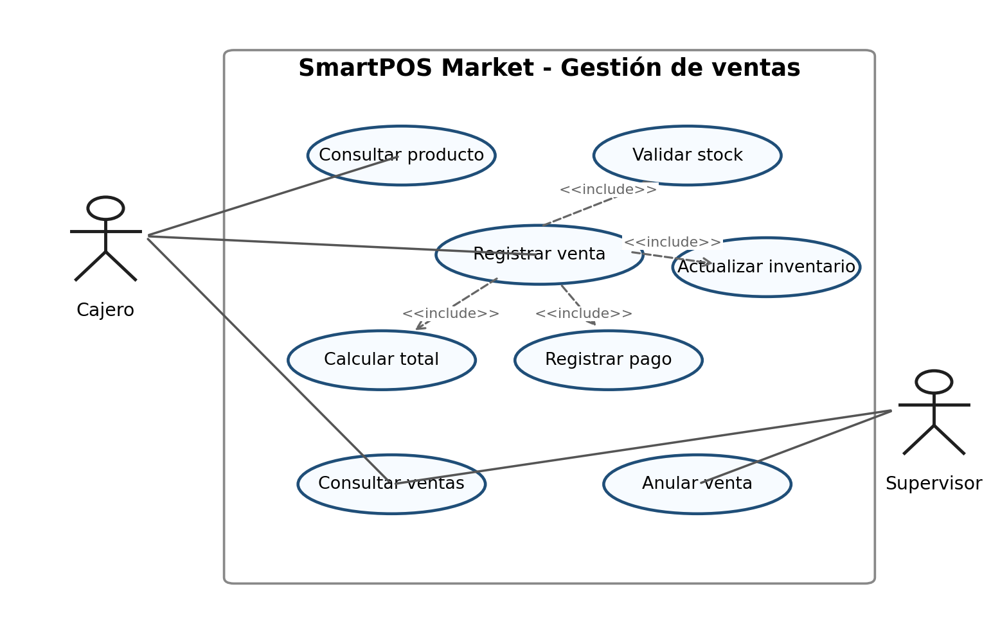 SmartPOS Market - Gestión de ventas
Consultar producto
Validar stock
<<include>>
Registrar venta
<<include>>
Actualizar inventario
Cajero
<<include>>
<<include>>
Calcular total
Registrar pago
Consultar ventas
Anular venta
Supervisor